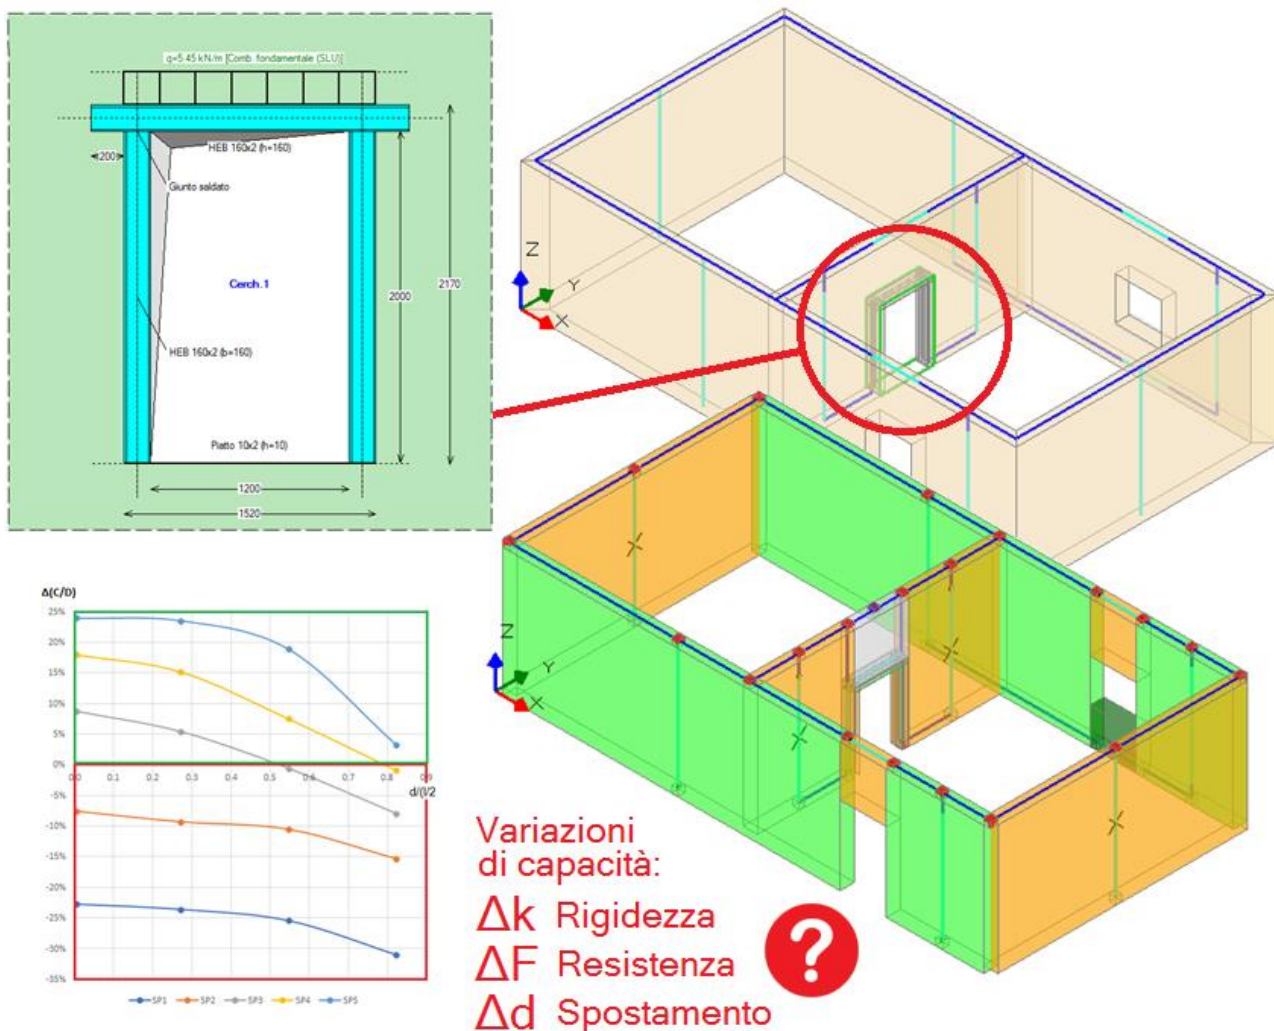 q=5.45 kN/m [Comb. fondamentale (SLU)]
200
HEB 160x2 (h=160)
Giunto saldato
Cerch.1
2000
2170
HEB 160x2 (b=160)
Piatto 10x2 (h=10)
1200
1520
Z
Y
X
Z
Y
X
Δ(C/D)
25%
20%
15%
10%
5%
0%
0.0 0.1 0.2 0.3 0.4 0.5 0.6 0.7 0.8 0.9
d/(l/2
-5%
-10%
-15%
-20%
-25%
-30%
-35%
SP1 SP2 SP3 SP4 SP5
Variazioni
di capacità:
Δk Rigidezza
ΔF Resistenza
Δd Spostamento
?